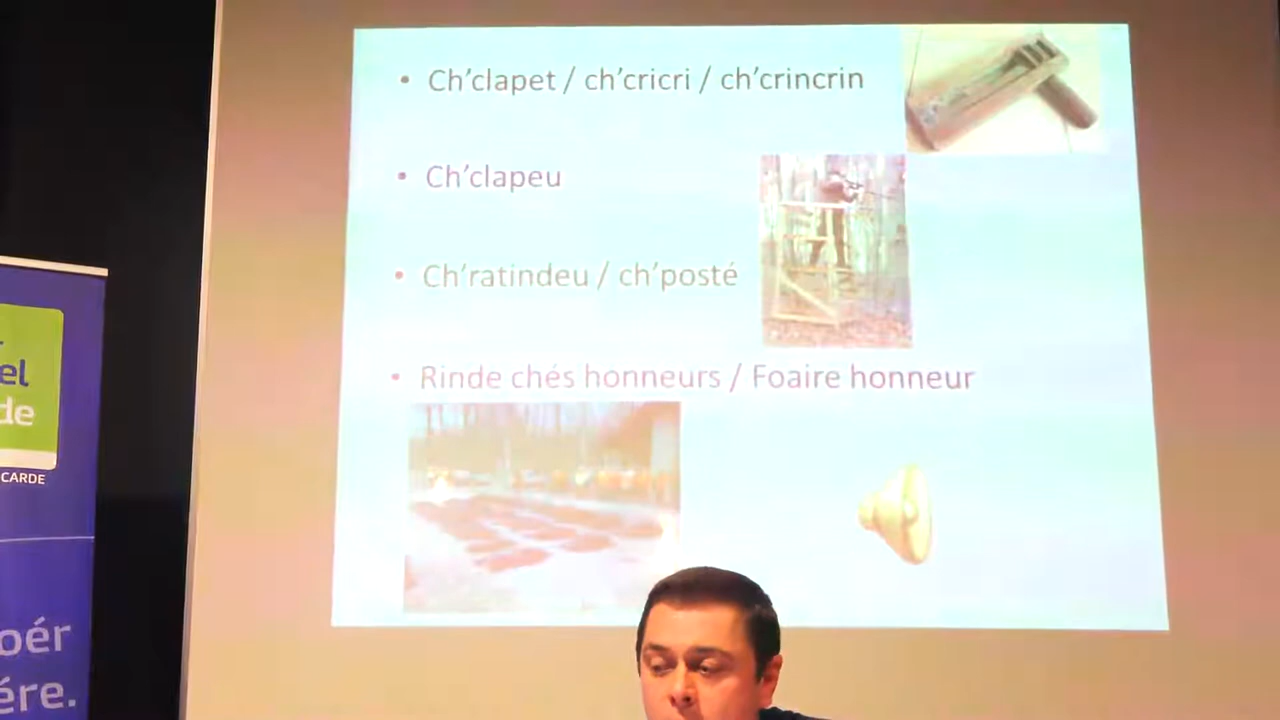 Ch'clapet / ch'cricri / ch'crincrin
Ch'clapeu
Ch'ratindeu / ch'posté
Rinde chés honneurs / Foaire honneur
el
de
CARDE
oér
ére.